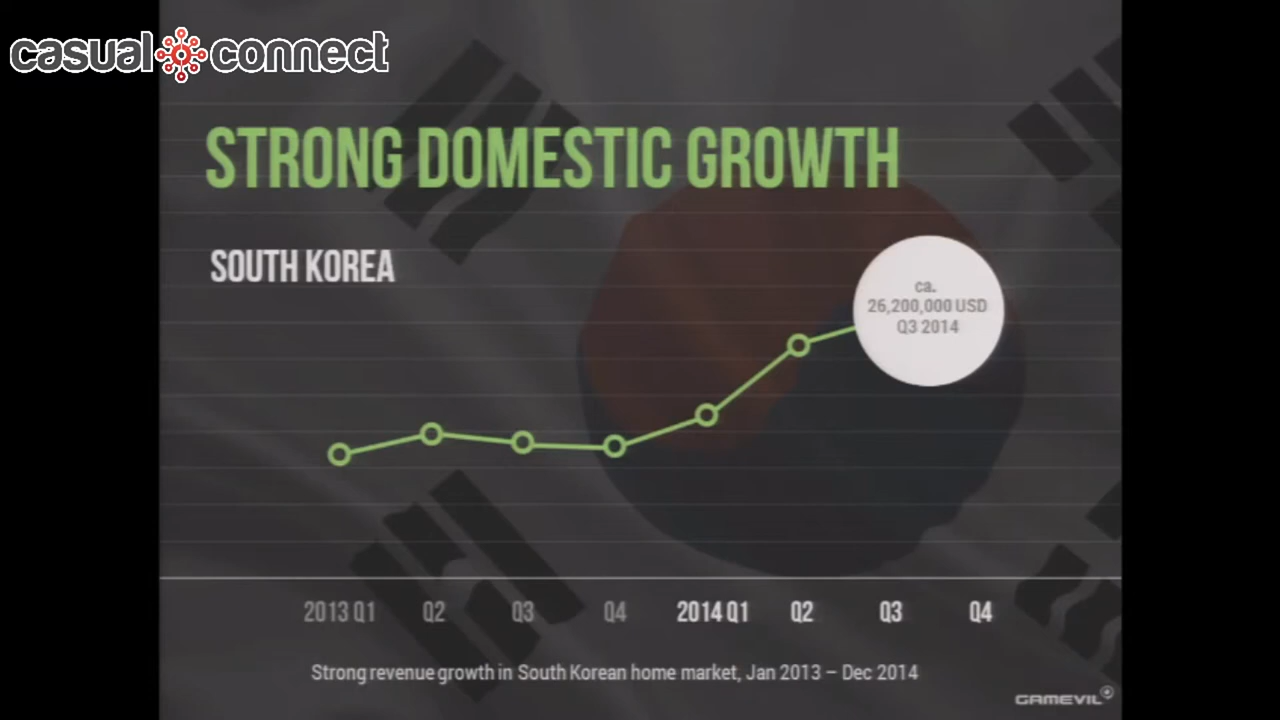 casual connect
STRONG DOMESTIC GROWTH
SOUTH KOREA
ca.
26,200,000 USD
Q3 2014
2013 Q1 Q2 Q3 Q4 2014 Q1 Q2 Q3 Q4
Strong revenue growth in South Korean home market, Jan 2013 – Dec 2014
GAMEVIL